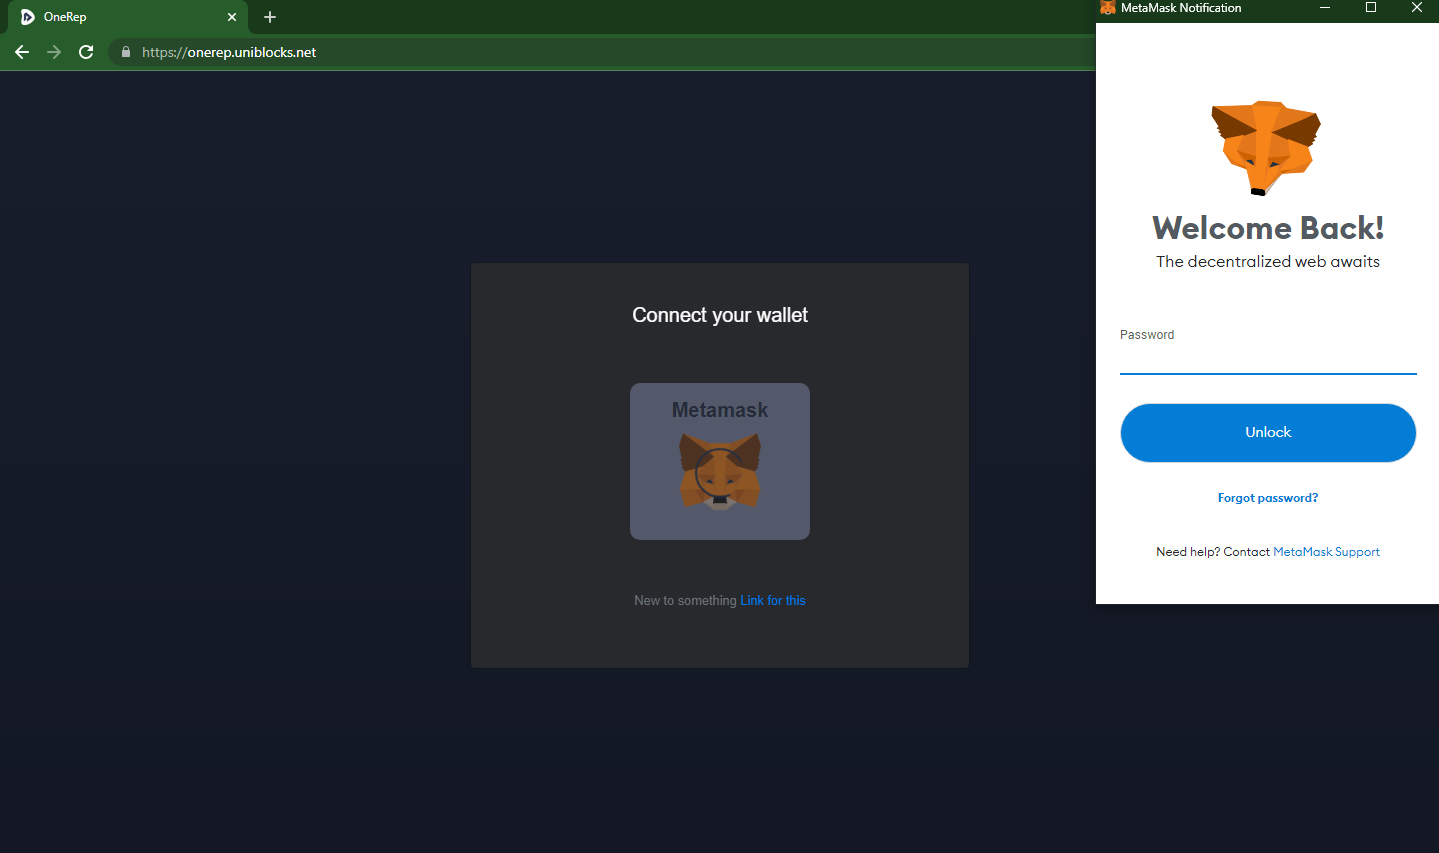 OneRep
https://onerep.uniblocks.net
Connect your wallet
Metamask
New to something Link for this
MetaMask Notification
Welcome Back!
The decentralized web awaits
Password
Unlock
Forgot password?
Need help? Contact MetaMask Support